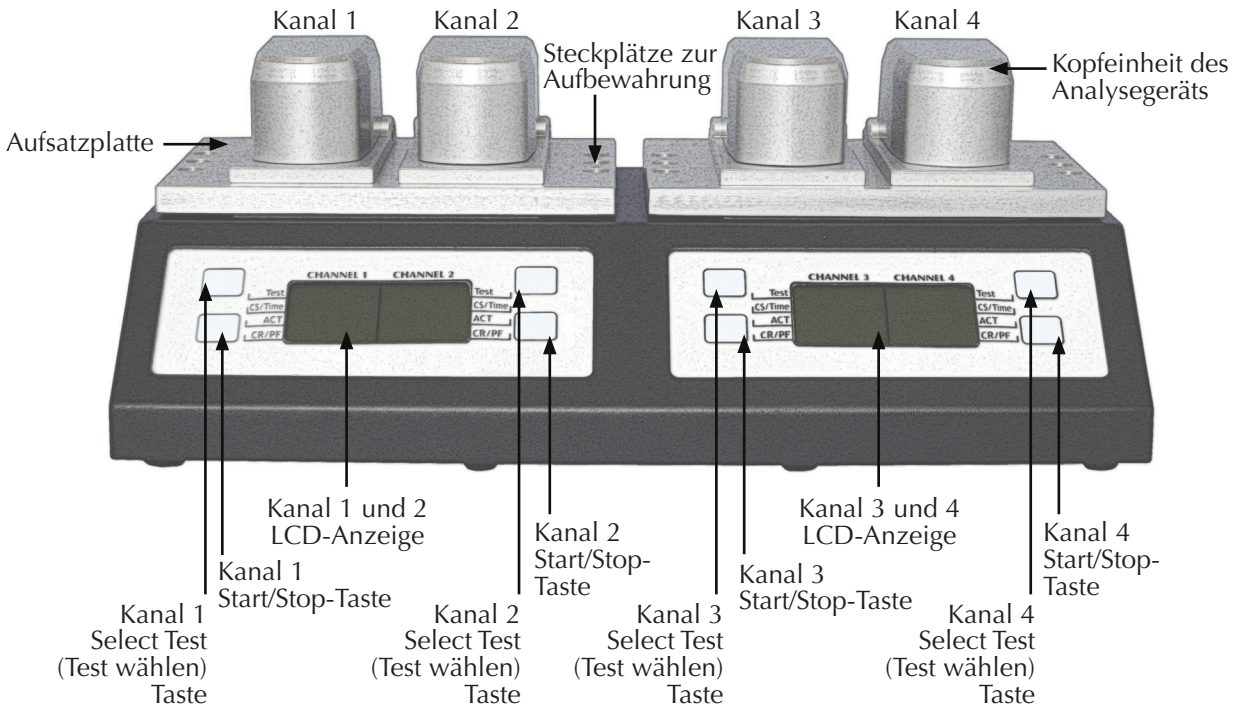 Kanal 1
Kanal 2
Kanal 3
Kanal 4
Steckplätze zur
Aufbewahrung
Kopfeinheit des
Analysegeräts
Aufsatzplatte
CHANNEL 1
CHANNEL 2
Test
CS/Time
ACT
CR/PF
Test
CS/Time
ACT
CR/PF
CHANNEL 3
CHANNEL 4
Test
CS/Time
ACT
CR/PF
Test
CS/Time
ACT
CR/PF
Kanal 1 und 2
LCD-Anzeige
Kanal 3 und 4
LCD-Anzeige
Kanal 1
Start/Stop-Taste
Kanal 2
Start/Stop-
Taste
Kanal 3
Start/Stop-Taste
Kanal 4
Start/Stop-
Taste
Kanal 1
Select Test
(Test wählen)
Taste
Kanal 2
Select Test
(Test wählen)
Taste
Kanal 3
Select Test
(Test wählen)
Taste
Kanal 4
Select Test
(Test wählen)
Taste